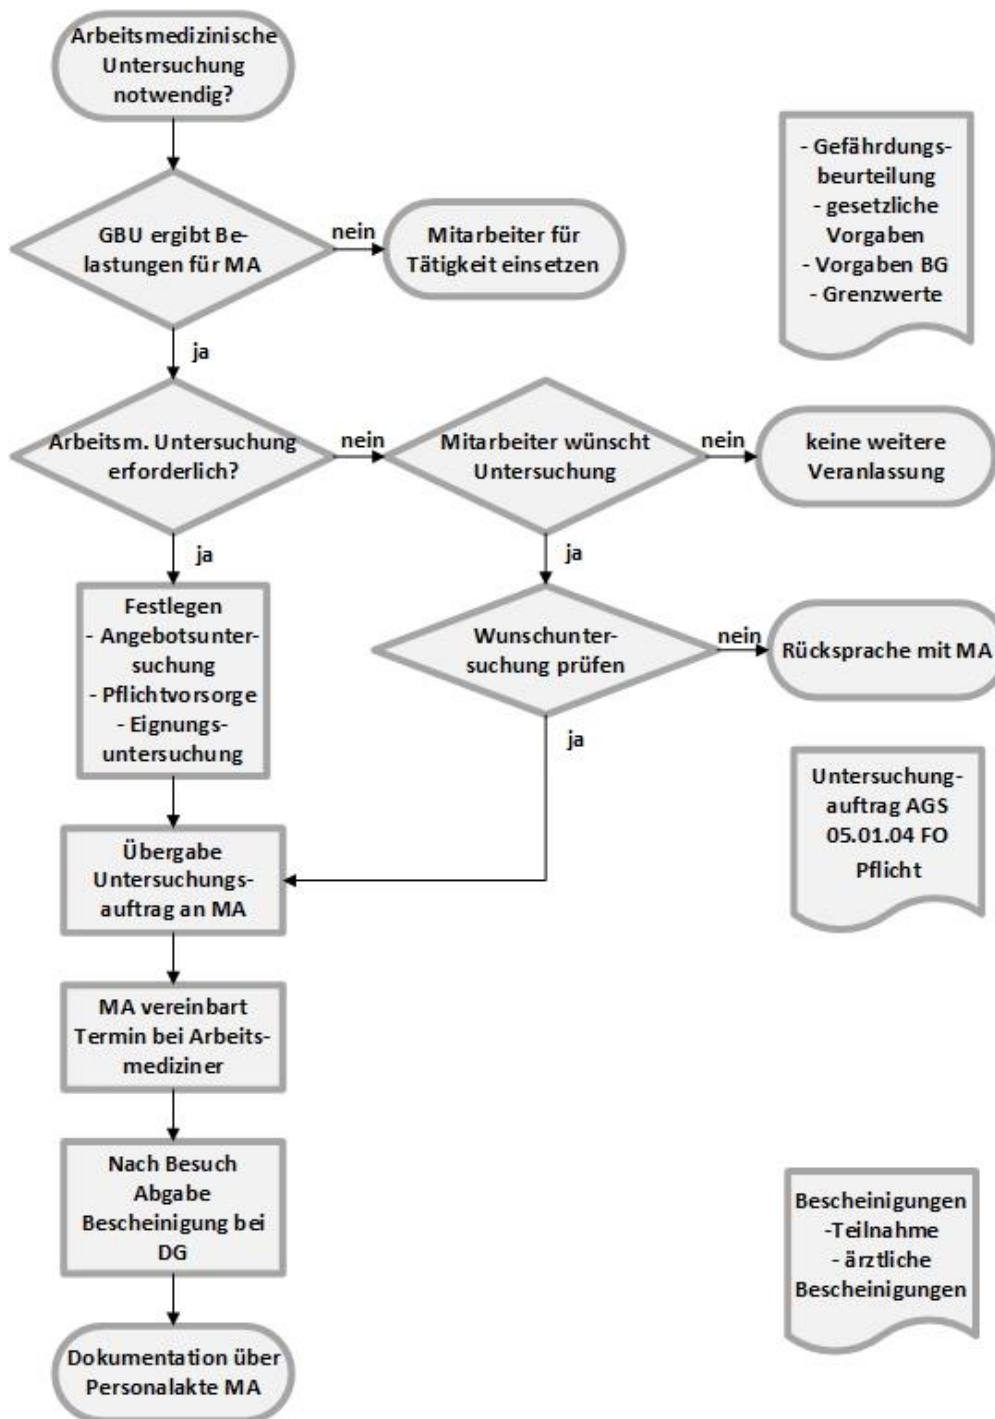 Arbeitsmedizinische
Untersuchung
notwendig?
- Gefährdungs-
beurteilung
- gesetzliche
Vorgaben
- Vorgaben BG
- Grenzwerte
GBU ergibt Be-
lastungen für MA
nein
Mitarbeiter für
Tätigkeit einsetzen
ja
Arbeitsm. Untersuchung
erforderlich?
nein
Mitarbeiter wünscht
Untersuchung
nein
keine weitere
Veranlassung
ja
ja
Festlegen
- Angebotsunter-
suchung
- Pflichtvorsorge
- Eignungs-
untersuchung
Wunschunter-
suchung prüfen
nein
Rücksprache mit MA
ja
Untersuchung-
auftrag AGS
05.01.04 FO
Pflicht
Übergabe
Untersuchungs-
auftrag an MA
MA vereinbart
Termin bei Arbeits-
mediziner
Nach Besuch
Abgabe
Bescheinigung bei
DG
Bescheinigungen
-Teilnahme
- ärztliche
Bescheinigungen
Dokumentation über
Personalakte MA